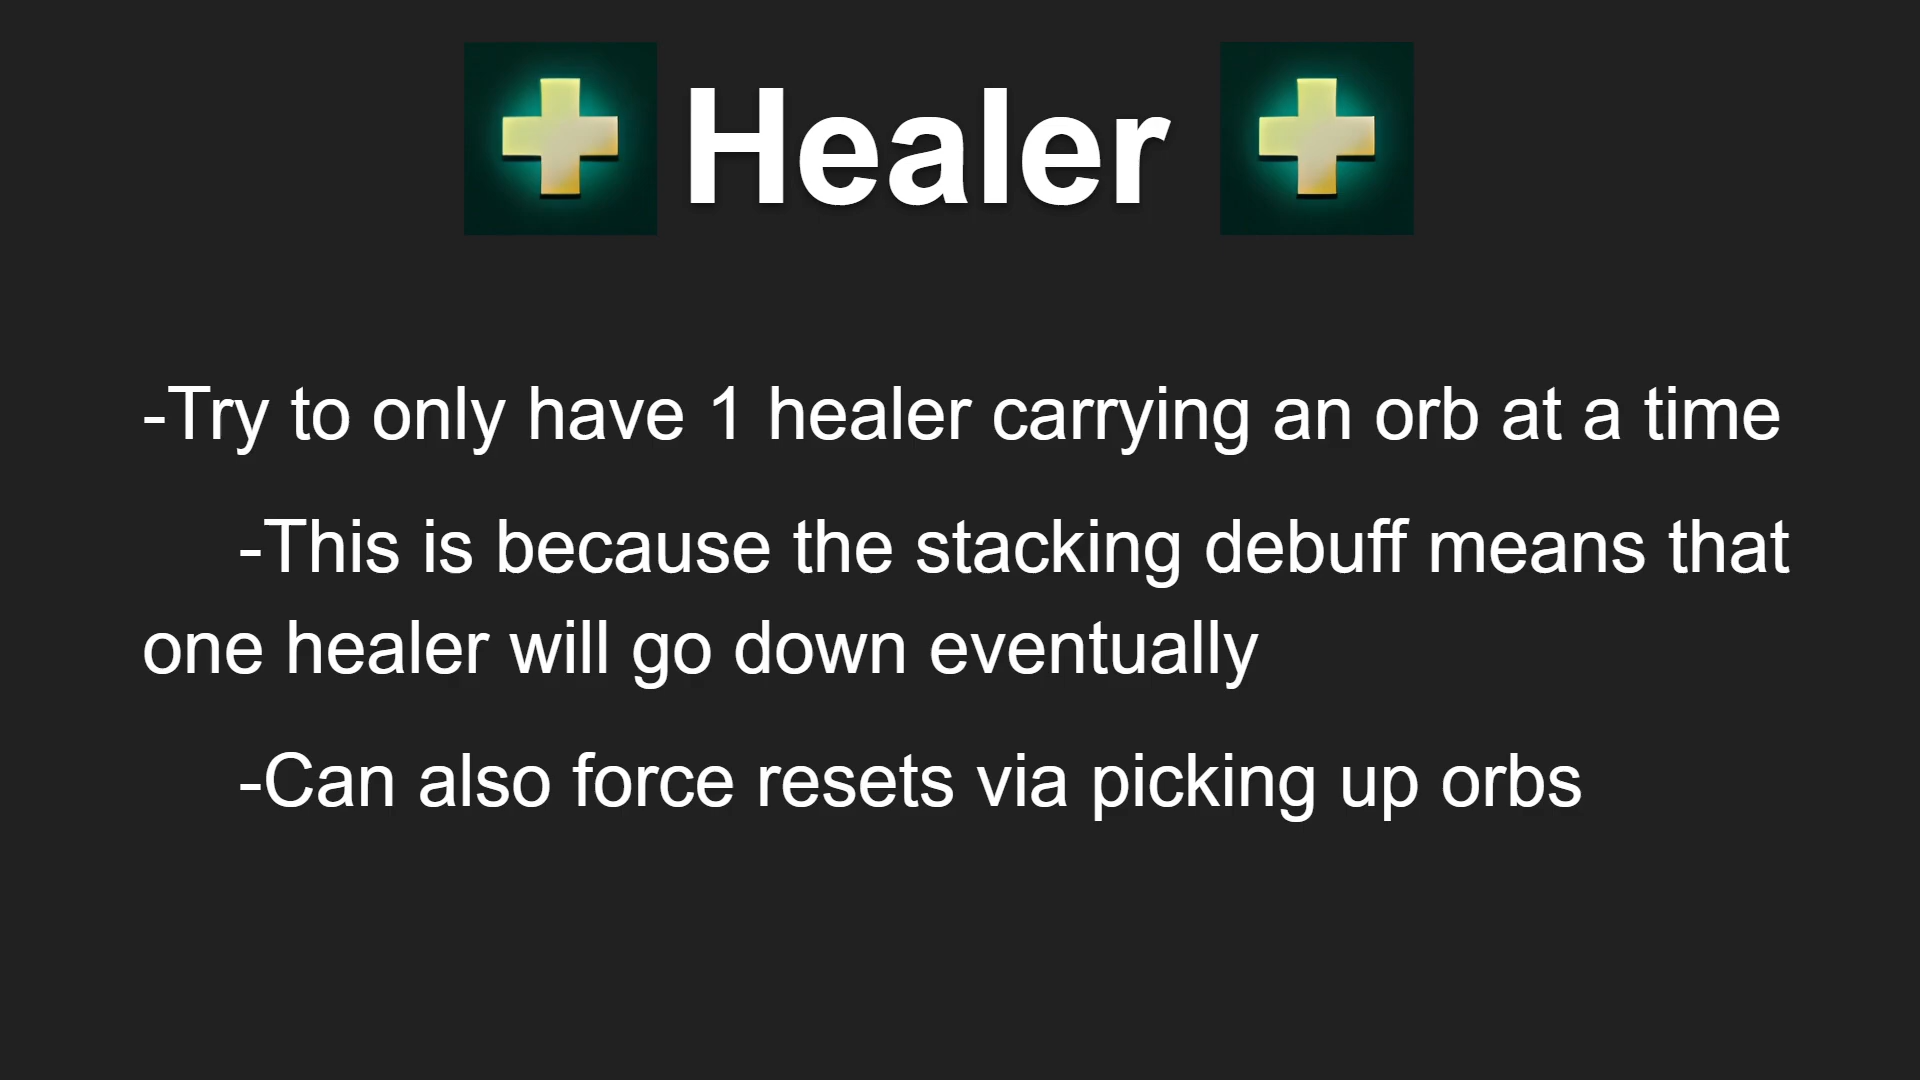 Healer
-Try to only have 1 healer carrying an orb at a time
-This is because the stacking debuff means that
one healer will go down eventually
-Can also force resets via picking up orbs